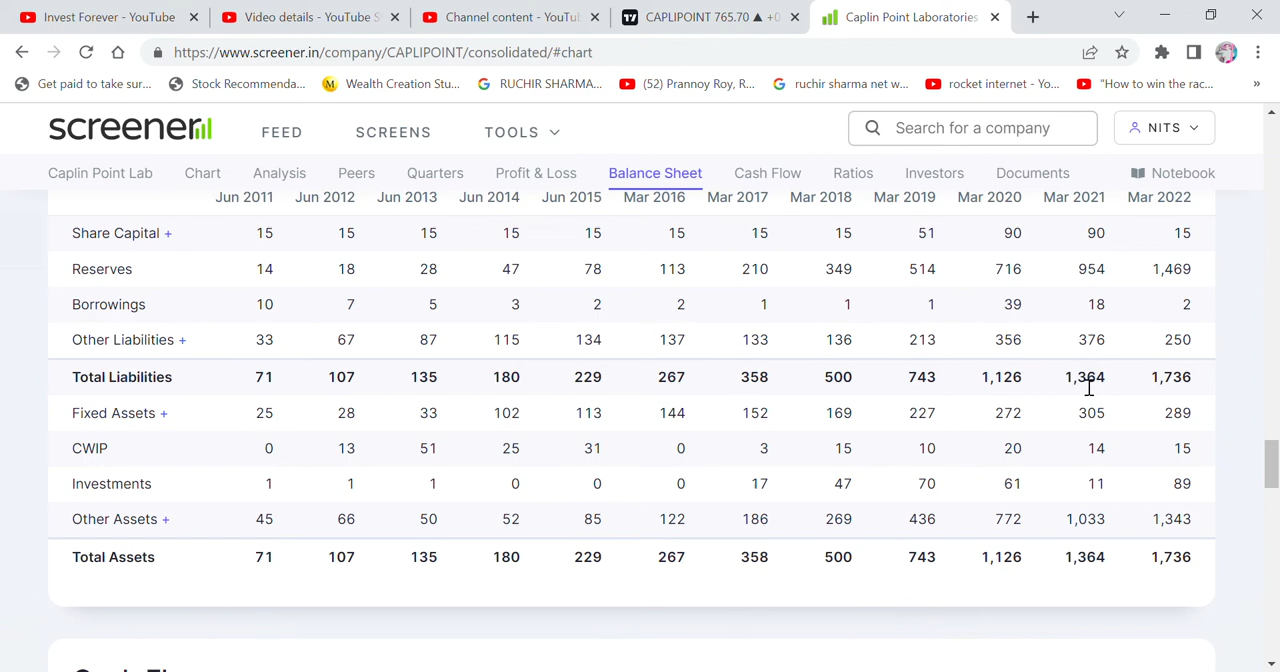 Invest Forever - YouTube
Video details - YouTube S
Channel content - YouTu
CAPLIPOINT 765.70 ▲ +0
Caplin Point Laboratories
https://www.screener.in/company/CAPLIPOINT/consolidated/#chart
Get paid to take sur... Stock Recommenda... Wealth Creation Stu... RUCHIR SHARMA... (52) Prannoy Roy, R... ruchir sharma net w... rocket internet - Yo... "How to win the rac... »
screener FEED SCREENS TOOLS Search for a company NITS
Caplin Point Lab Chart Analysis Peers Quarters Profit & Loss Balance Sheet Cash Flow Ratios Investors Documents Notebook
Jun 2011 Jun 2012 Jun 2013 Jun 2014 Jun 2015 Mar 2016 Mar 2017 Mar 2018 Mar 2019 Mar 2020 Mar 2021 Mar 2022
Share Capital + 15 15 15 15 15 15 15 15 51 90 90 15
Reserves 14 18 28 47 78 113 210 349 514 716 954 1,469
Borrowings 10 7 5 3 2 2 1 1 1 39 18 2
Other Liabilities + 33 67 87 115 134 137 133 136 213 356 376 250
Total Liabilities 71 107 135 180 229 267 358 500 743 1,126 1,364 1,736
Fixed Assets + 25 28 33 102 113 144 152 169 227 272 305 289
CWIP 0 13 51 25 31 0 3 15 10 20 14 15
Investments 1 1 1 0 0 0 17 47 70 61 11 89
Other Assets + 45 66 50 52 85 122 186 269 436 772 1,033 1,343
Total Assets 71 107 135 180 229 267 358 500 743 1,126 1,364 1,736